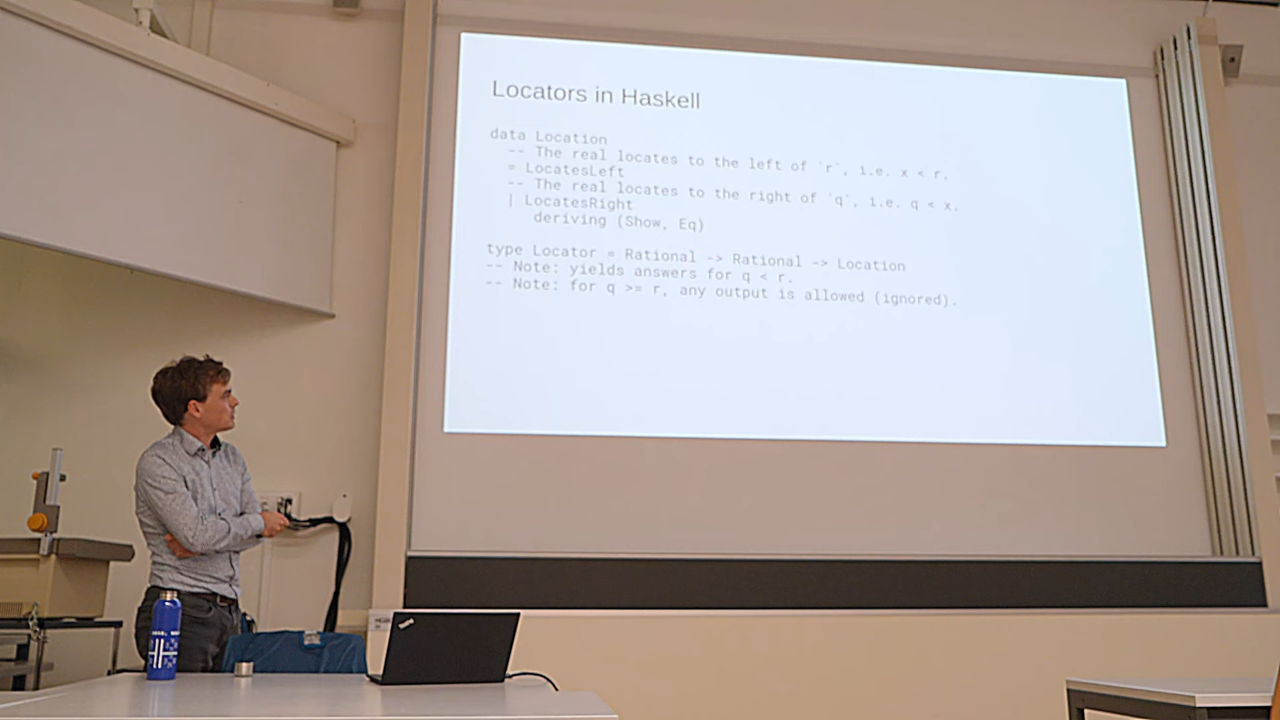 Locators in Haskell
data Location
-- The real locates to the left of `r`, i.e. x < r.
= LocatesLeft
-- The real locates to the right of `q`, i.e. q < x.
| LocatesRight
deriving (Show, Eq)
type Locator = Rational -> Rational -> Location
-- Note: yields answers for q < r.
-- Note: for q >= r, any output is allowed (ignored).